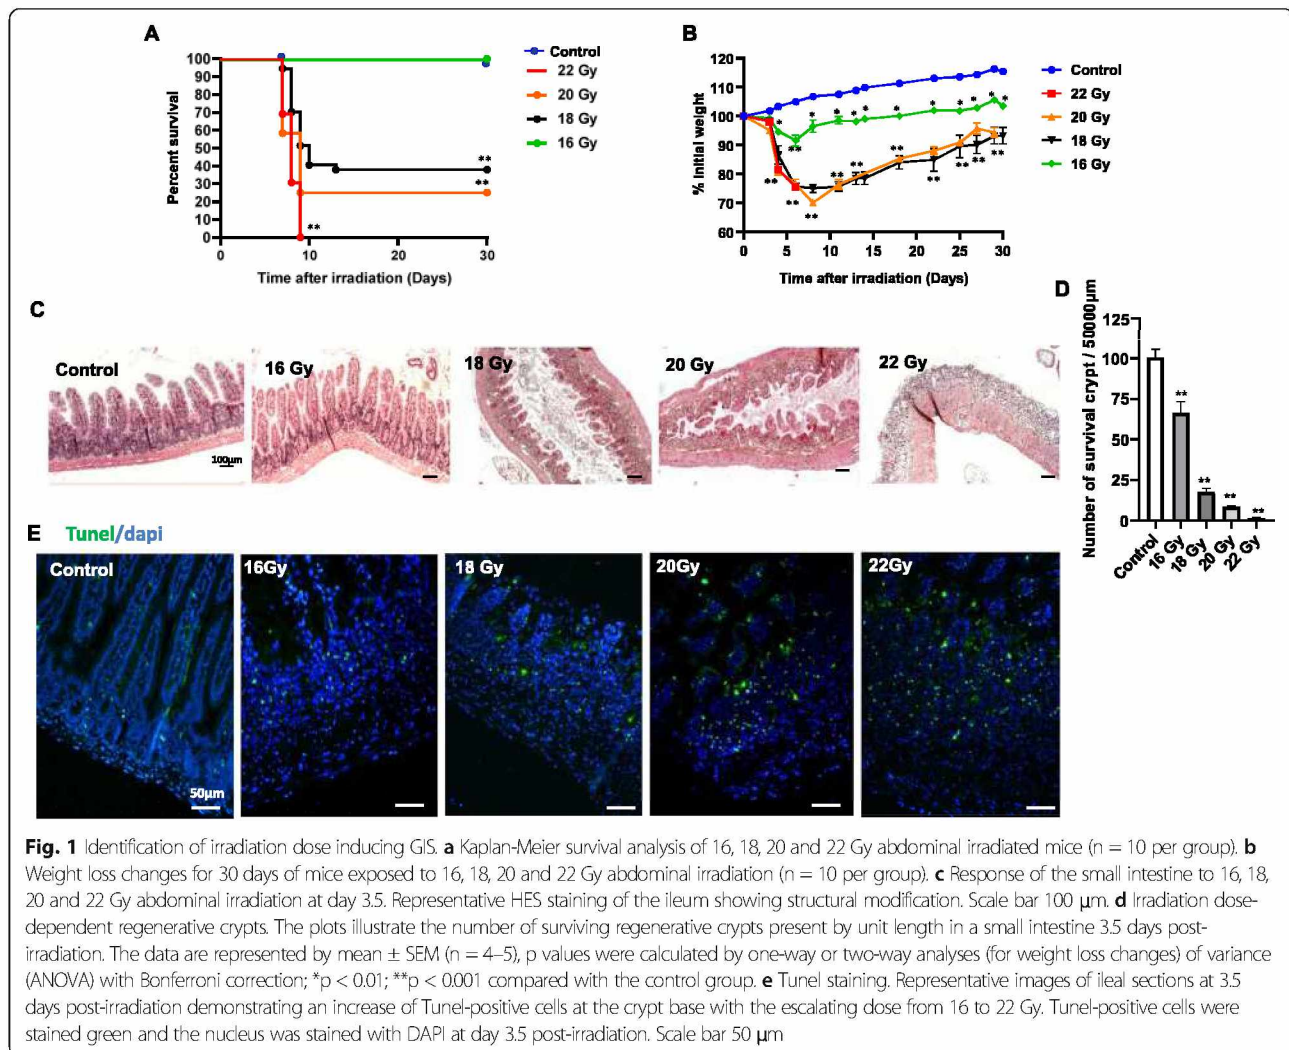 A
Percent survival
100
90
80
70
60
50
40
30
20
10
0
**
**
**
0
10
20
30
Time after irradiation (Days)
Control
22 Gy
20 Gy
18 Gy
16 Gy
B
% Initial weight
120
110
100
90
80
70
60
* * * * * * * * * *
** ** ** ** ** ** ** ** ** **
0
5
10
15
20
25
30
Time after irradiation (Days)
Control
22 Gy
20 Gy
18 Gy
16 Gy
C
Control
100µm
16 Gy
18 Gy
20 Gy
22 Gy
D
Number of survival crypt / 50000µm
125
100
75
50
25
0
**
**
**
**
Control
16 Gy
18 Gy
20 Gy
22 Gy
E Tunel/dapi
Control
50µm
16Gy
18 Gy
20Gy
22Gy
Fig. 1 Identification of irradiation dose inducing GIS. a Kaplan-Meier survival analysis of 16, 18, 20 and 22 Gy abdominal irradiated mice (n = 10 per group). b
Weight loss changes for 30 days of mice exposed to 16, 18, 20 and 22 Gy abdominal irradiation (n = 10 per group). c Response of the small intestine to 16, 18,
20 and 22 Gy abdominal irradiation at day 3.5. Representative HES staining of the ileum showing structural modification. Scale bar 100 µm. d Irradiation dose-
dependent regenerative crypts. The plots illustrate the number of surviving regenerative crypts present by unit length in a small intestine 3.5 days post-
irradiation. The data are represented by mean ± SEM (n = 4–5), p values were calculated by one-way or two-way analyses (for weight loss changes) of variance
(ANOVA) with Bonferroni correction; *p < 0.01; **p < 0.001 compared with the control group. e Tunel staining. Representative images of ileal sections at 3.5
days post-irradiation demonstrating an increase of Tunel-positive cells at the crypt base with the escalating dose from 16 to 22 Gy. Tunel-positive cells were
stained green and the nucleus was stained with DAPI at day 3.5 post-irradiation. Scale bar 50 µm